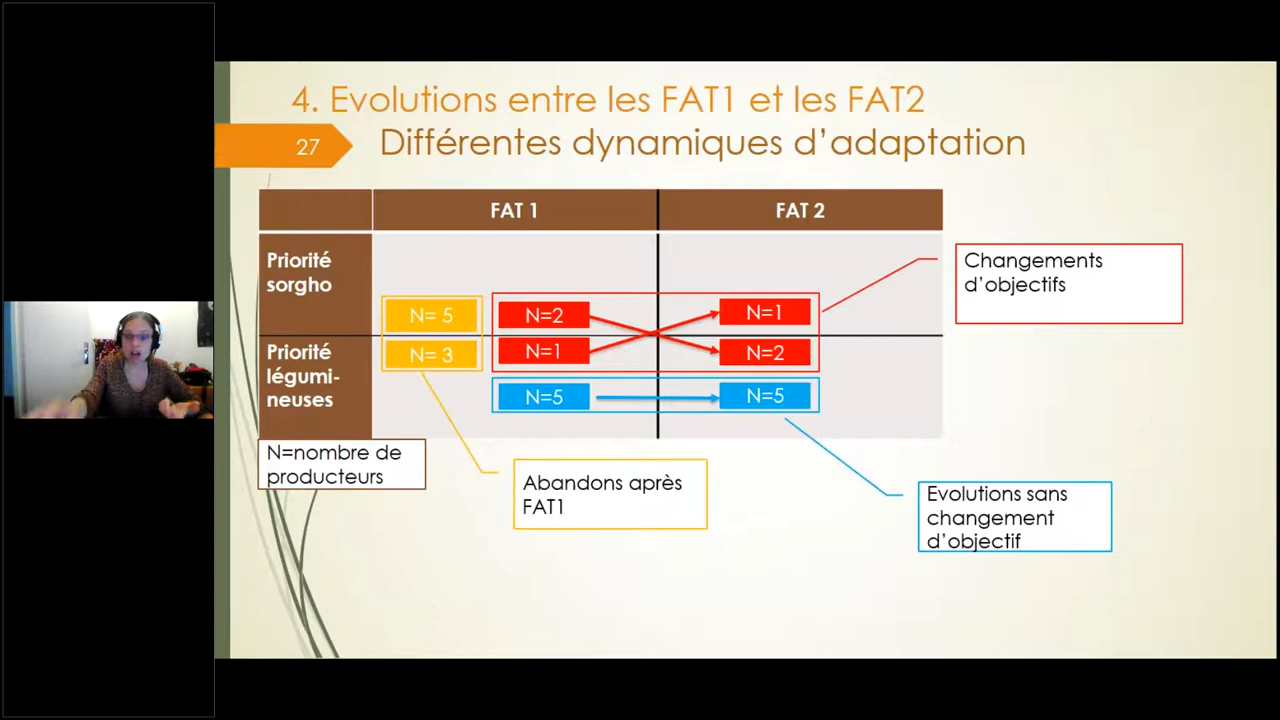 4. Evolutions entre les FAT1 et les FAT2
27
Différentes dynamiques d’adaptation
FAT 1
FAT 2
Priorité
sorgho
N= 5
N=2
N=1
Changements
d’objectifs
Priorité
légumi-
neuses
N= 3
N=1
N=2
N=5
N=5
N=nombre de
producteurs
Abandons après
FAT1
Evolutions sans
changement
d’objectif